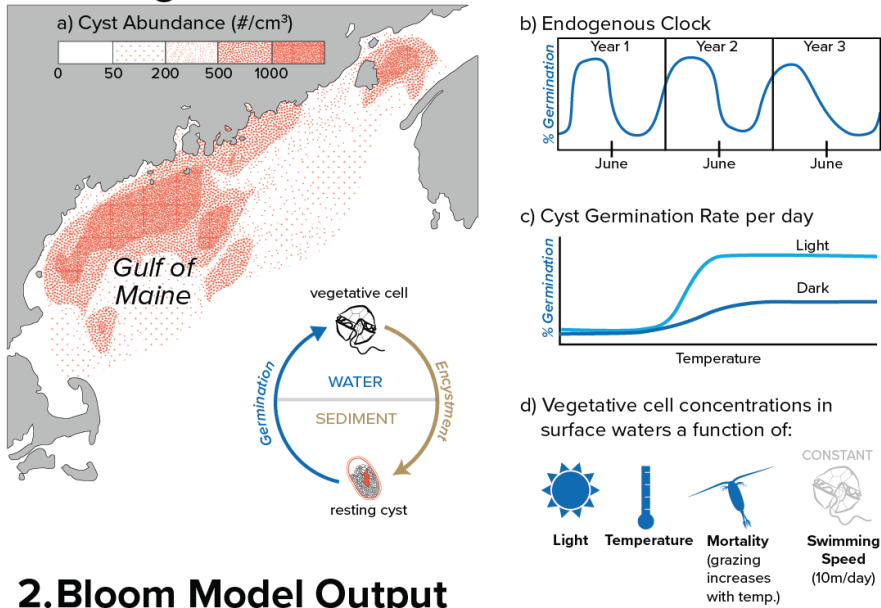 a) Cyst Abundance (#/cm³)
0 50 200 500 1000
Gulf of
Maine
vegetative cell
Germination
WATER
SEDIMENT
Encystment
resting cyst
b) Endogenous Clock
% Germination
Year 1 Year 2 Year 3
June June June
c) Cyst Germination Rate per day
% Germination
Light
Dark
Temperature
d) Vegetative cell concentrations in
surface waters a function of:
CONSTANT
Light Temperature Mortality Swimming
(grazing Speed
increases (10m/day)
with temp.)
2. Bloom Model Output